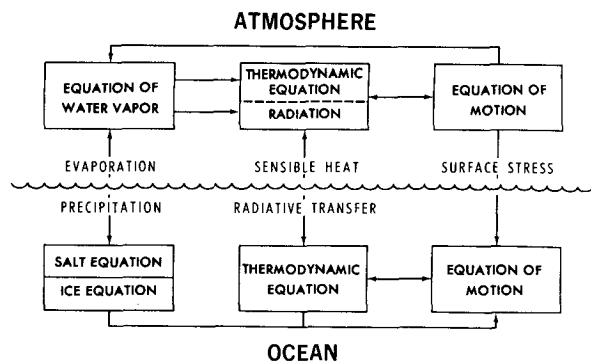 ATMOSPHERE
EQUATION OF
WATER VAPOR
THERMODYNAMIC
EQUATION
RADIATION
EQUATION OF
MOTION
EVAPORATION
SENSIBLE HEAT
SURFACE STRESS
PRECIPITATION
RADIATIVE TRANSFER
SALT EQUATION
ICE EQUATION
THERMODYNAMIC
EQUATION
EQUATION OF
MOTION
OCEAN